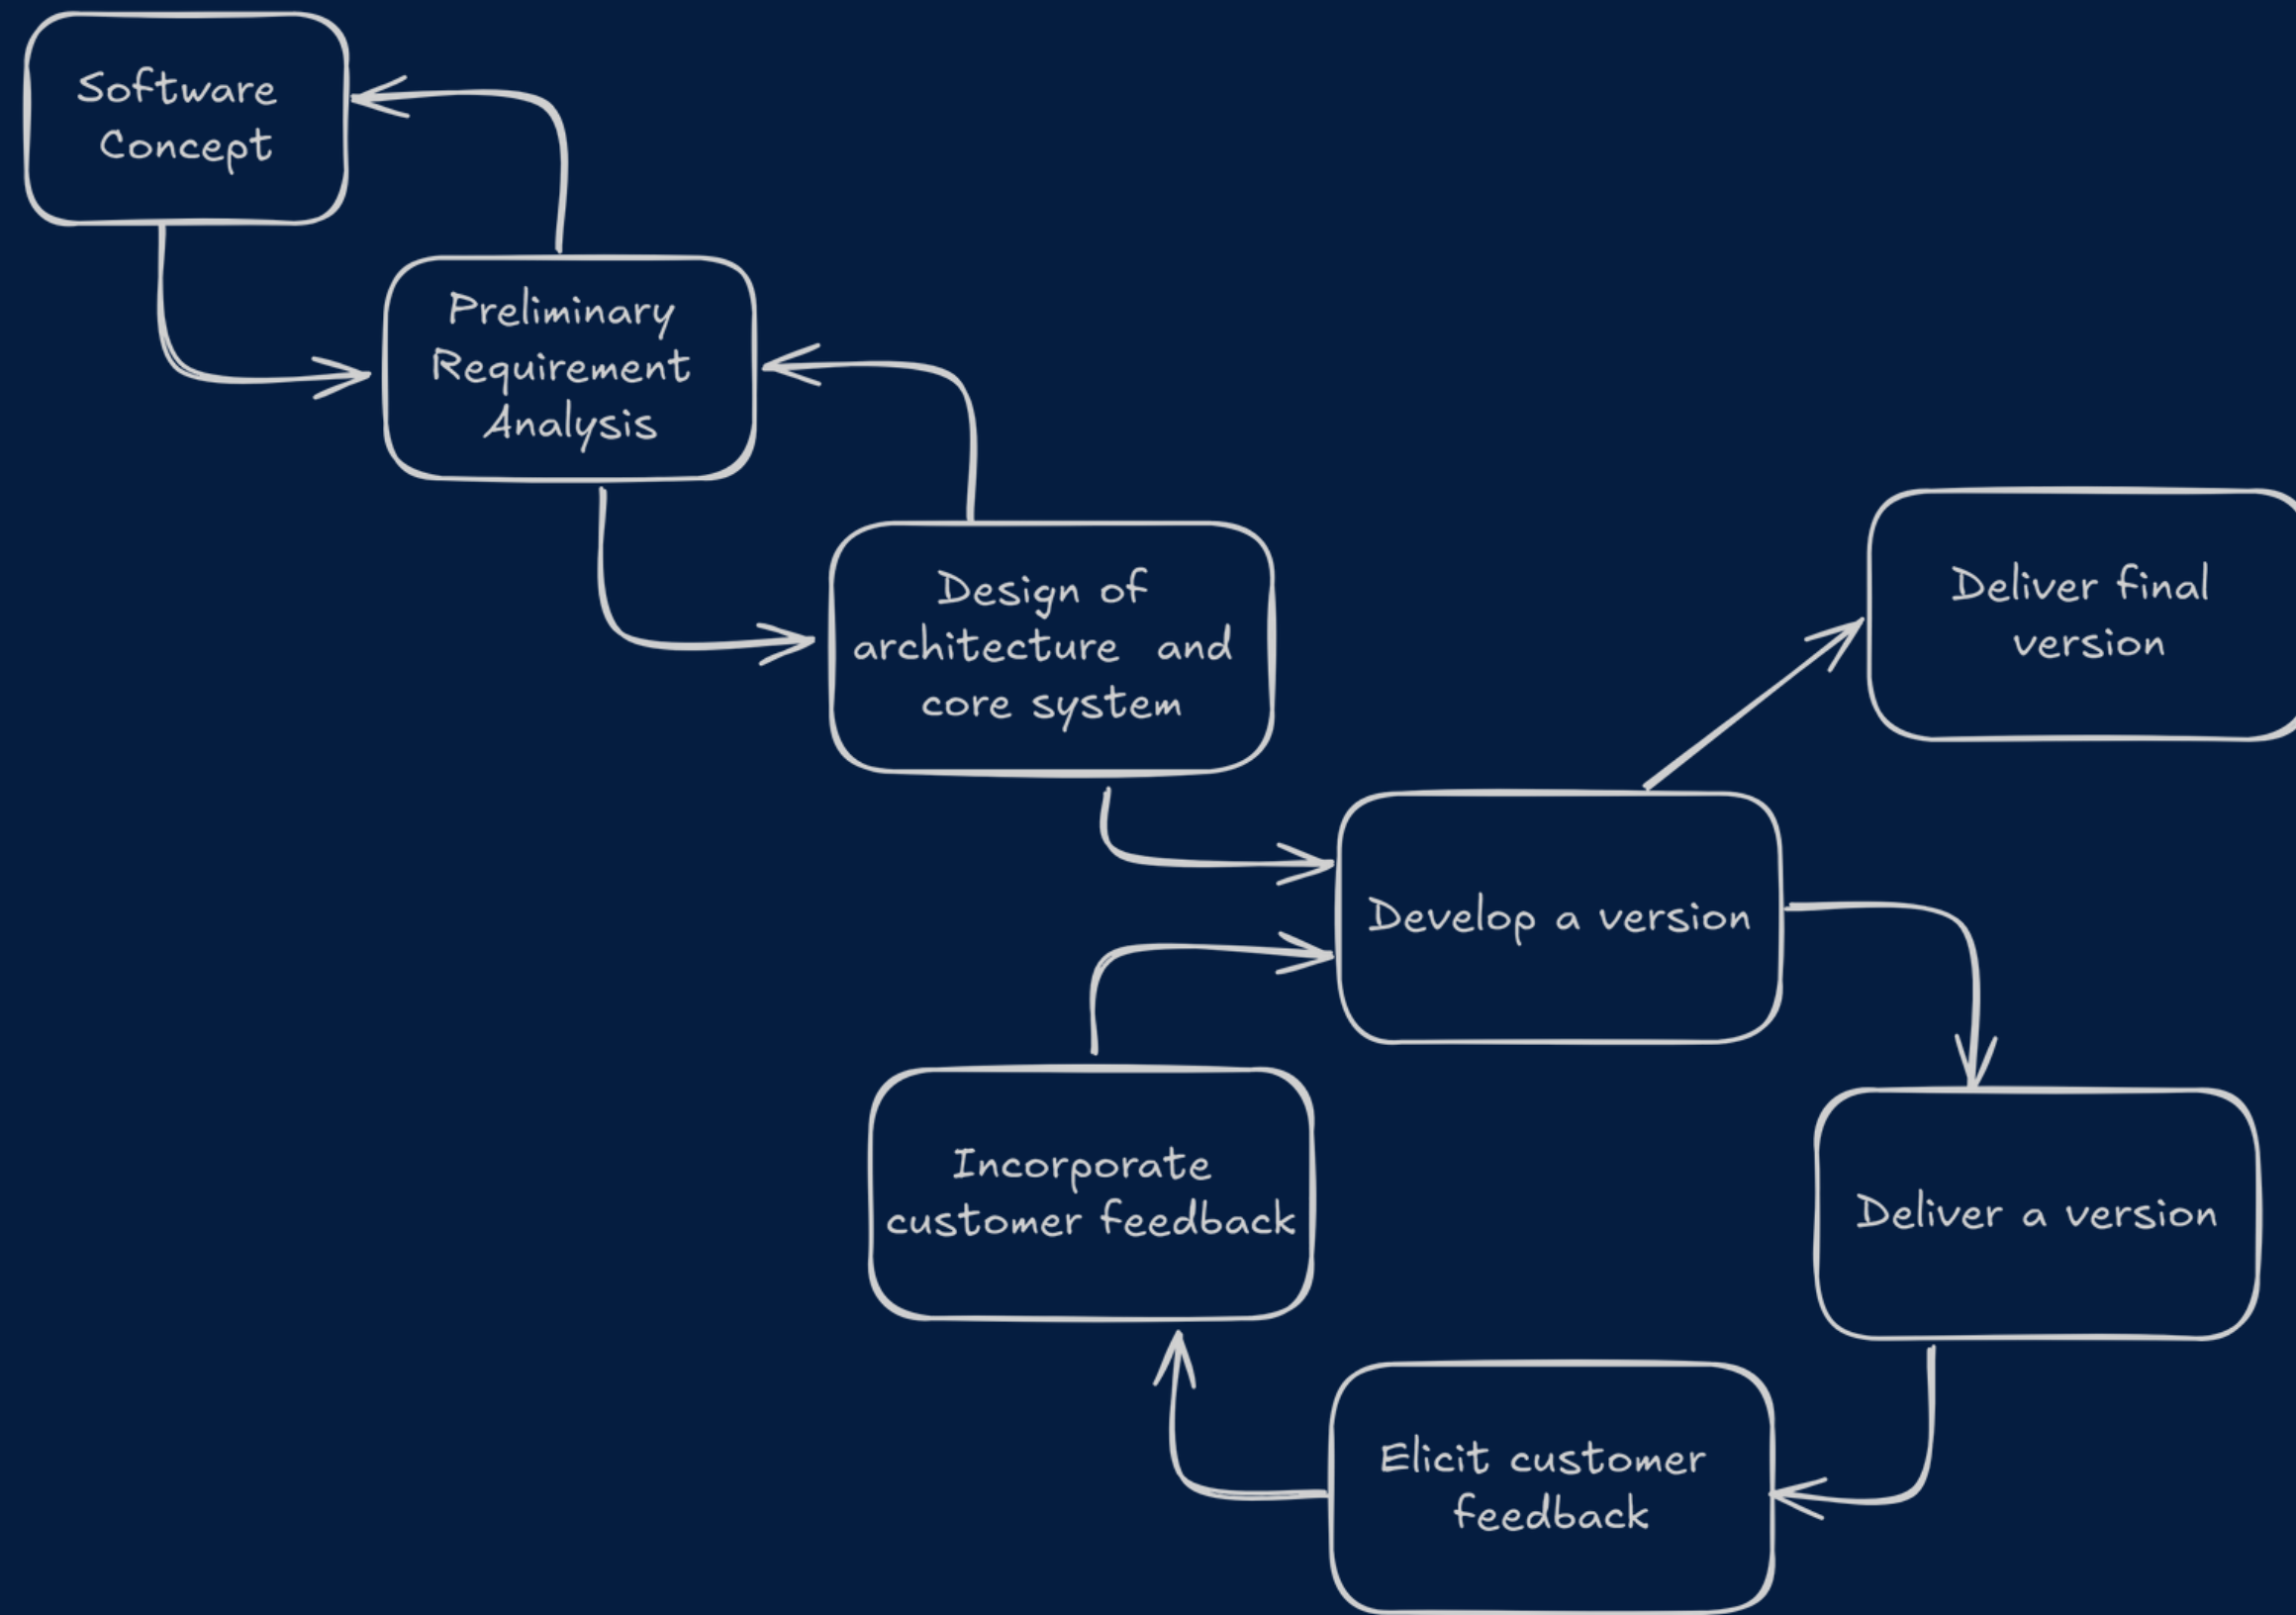 Software
Concept
Preliminary
Requirement
Analysis
Design of
architecture and
core system
Deliver final
version
Develop a version
Incorporate
customer feedback
Deliver a version
Elicit customer
feedback